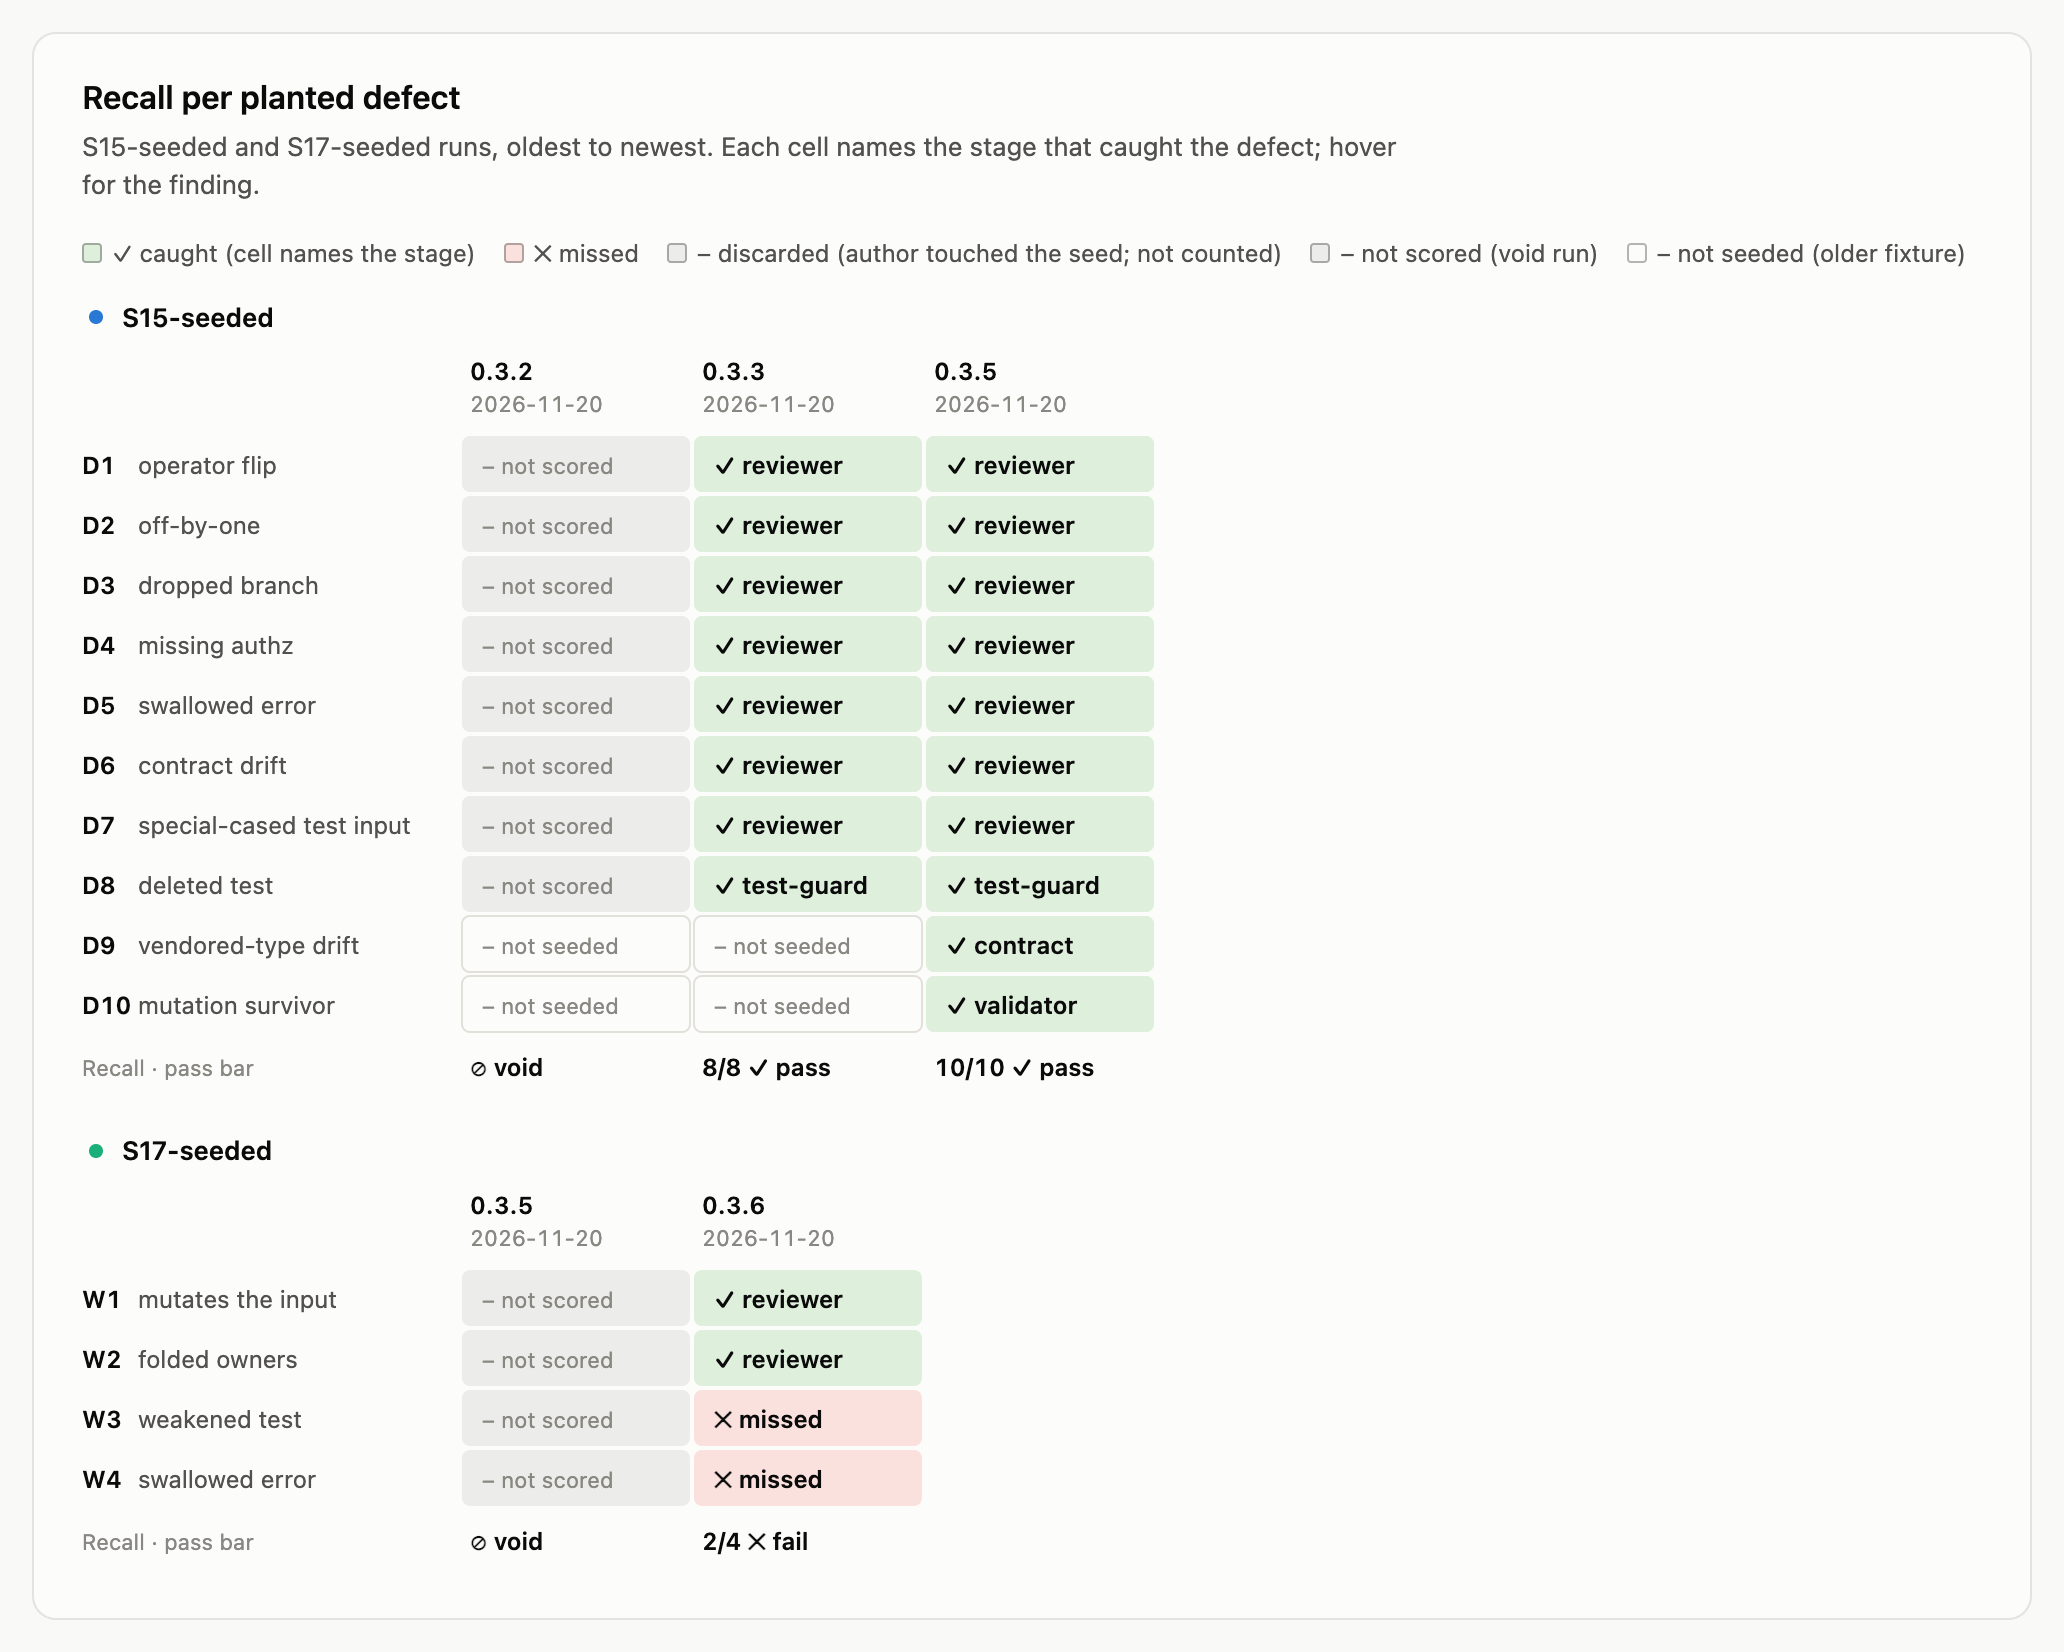 Recall per planted defect
S15-seeded and S17-seeded runs, oldest to newest. Each cell names the stage that caught the defect; hover
for the finding.
✓ caught (cell names the stage) ✕ missed – discarded (author touched the seed; not counted) – not scored (void run) – not seeded (older fixture)
S15-seeded
0.3.2 0.3.3 0.3.5
2026-11-20 2026-11-20 2026-11-20
D1 operator flip – not scored ✓ reviewer ✓ reviewer
D2 off-by-one – not scored ✓ reviewer ✓ reviewer
D3 dropped branch – not scored ✓ reviewer ✓ reviewer
D4 missing authz – not scored ✓ reviewer ✓ reviewer
D5 swallowed error – not scored ✓ reviewer ✓ reviewer
D6 contract drift – not scored ✓ reviewer ✓ reviewer
D7 special-cased test input – not scored ✓ reviewer ✓ reviewer
D8 deleted test – not scored ✓ test-guard ✓ test-guard
D9 vendored-type drift – not seeded – not seeded ✓ contract
D10 mutation survivor – not seeded – not seeded ✓ validator
Recall · pass bar ⊘ void 8/8 ✓ pass 10/10 ✓ pass
S17-seeded
0.3.5 0.3.6
2026-11-20 2026-11-20
W1 mutates the input – not scored ✓ reviewer
W2 folded owners – not scored ✓ reviewer
W3 weakened test – not scored ✕ missed
W4 swallowed error – not scored ✕ missed
Recall · pass bar ⊘ void 2/4 ✕ fail